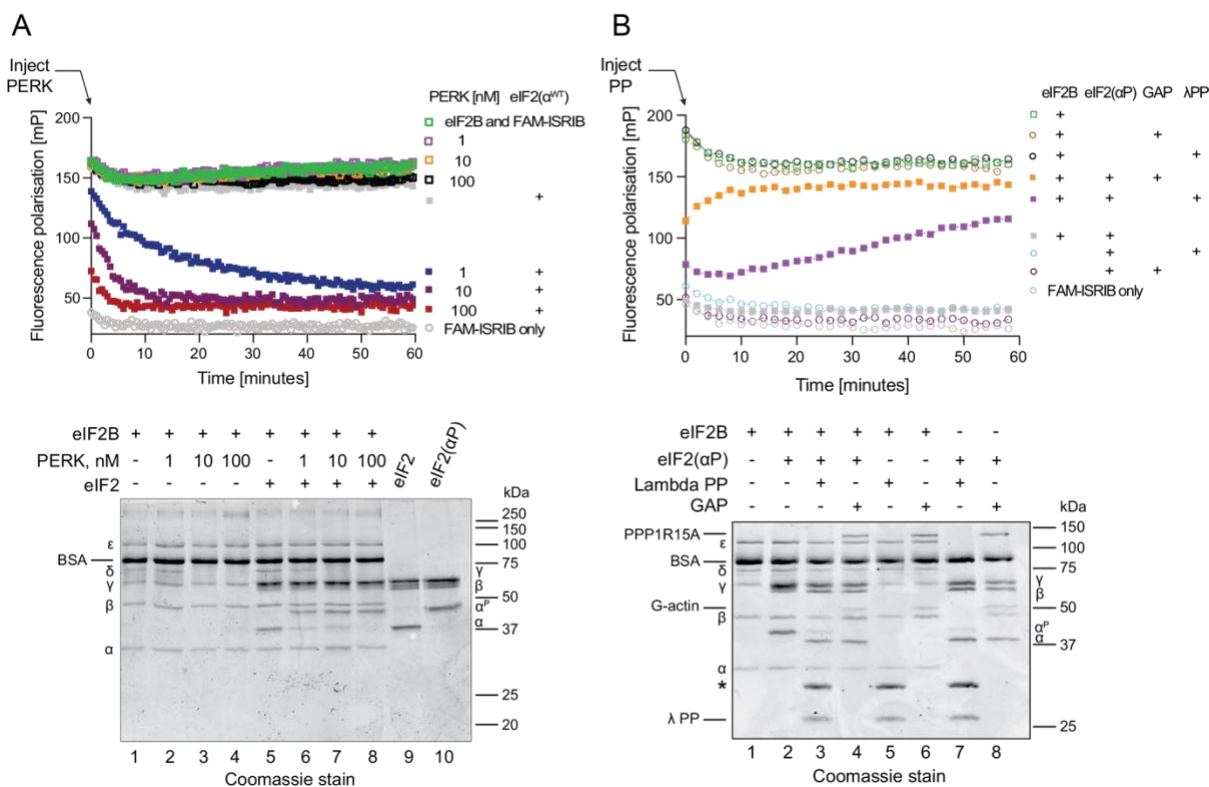 A
Inject
PERK
Fluorescence polarisation [mP]
200
150
100
50
0 10 20 30 40 50 60
Time [minutes]
PERK [nM] eIF2(αWT)
eIF2B and FAM-ISRIB
1
10
100
+
1 +
10 +
100 +
FAM-ISRIB only
eIF2B + + + + + + + +
PERK, nM - 1 10 100 - 1 10 100
eIF2 - - - - + + + +
eIF2
eIF2(αP)
kDa
250
150
100
75
50
37
25
20
ε
BSA
δ
γ
β
α
γ
β
αP
α
1 2 3 4 5 6 7 8 9 10
Coomassie stain
B
Inject
PP
Fluorescence polarisation [mP]
200
150
100
50
0 10 20 30 40 50 60
Time [minutes]
eIF2B eIF2(αP) GAP λPP
+
+ +
+ +
+ + +
+ + +
+ +
+ +
+ +
FAM-ISRIB only
eIF2B + + + + + + - -
eIF2(αP) - + + + - - + +
Lambda PP - - + - + - + -
GAP - - - + - + - +
kDa
150
100
75
50
37
25
PPP1R15A
ε
BSA
δ
γ
G-actin
β
α
*
λ PP
γ
β
αP
α
1 2 3 4 5 6 7 8
Coomassie stain